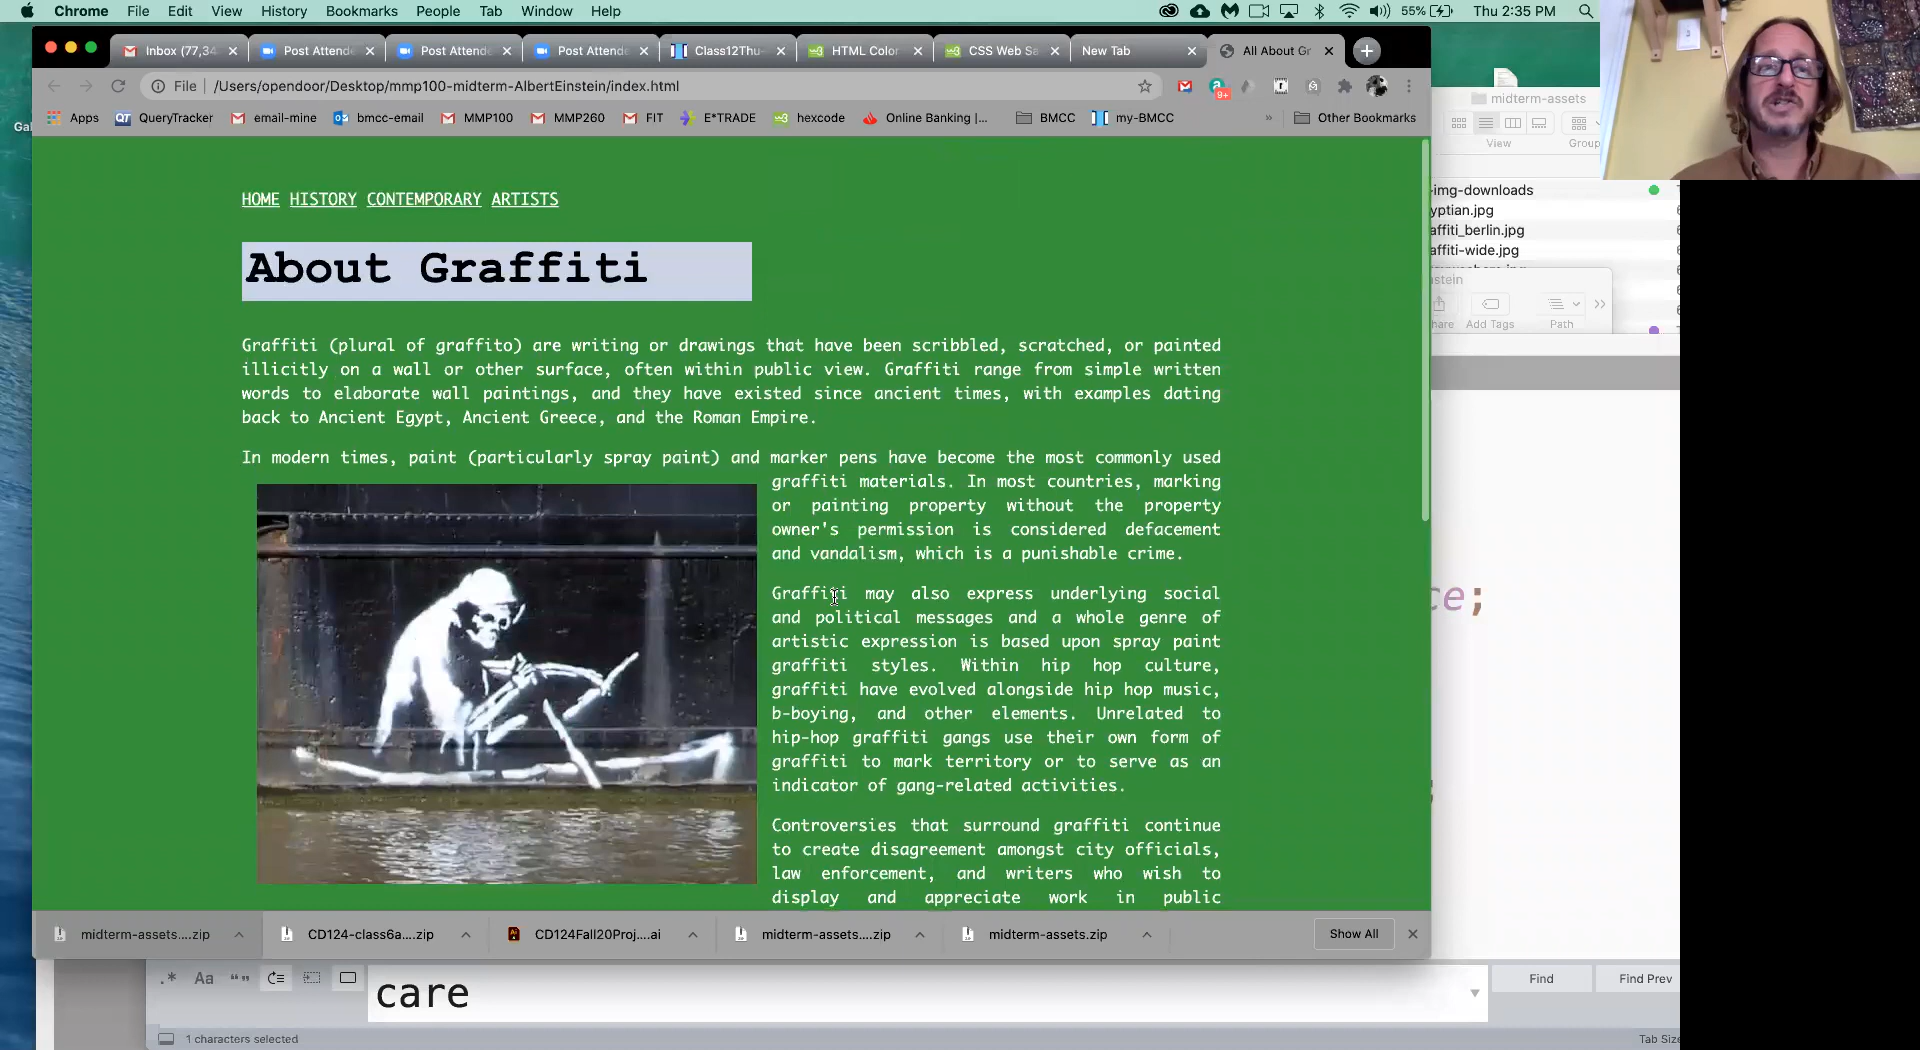 Chrome File Edit View History Bookmarks People Tab Window Help 55% Thu 2:35 PM
Inbox (77,34 Post Attende Post Attende Post Attende Class12Thu- HTML Color CSS Web Sa New Tab All About Gr
File /Users/opendoor/Desktop/mmp100-midterm-AlbertEinstein/index.html 9+
Apps QueryTracker email-mine bmcc-email MMP100 MMP260 FIT E*TRADE hexcode Online Banking |... BMCC my-BMCC » Other Bookmarks
HOME HISTORY CONTEMPORARY ARTISTS
About Graffiti
Graffiti (plural of graffito) are writing or drawings that have been scribbled, scratched, or painted
illicitly on a wall or other surface, often within public view. Graffiti range from simple written
words to elaborate wall paintings, and they have existed since ancient times, with examples dating
back to Ancient Egypt, Ancient Greece, and the Roman Empire.
In modern times, paint (particularly spray paint) and marker pens have become the most commonly used
graffiti materials. In most countries, marking
or painting property without the property
owner's permission is considered defacement
and vandalism, which is a punishable crime.
Graffiti may also express underlying social
and political messages and a whole genre of
artistic expression is based upon spray paint
graffiti styles. Within hip hop culture,
graffiti have evolved alongside hip hop music,
b-boying, and other elements. Unrelated to
hip-hop graffiti gangs use their own form of
graffiti to mark territory or to serve as an
indicator of gang-related activities.
Controversies that surround graffiti continue
to create disagreement amongst city officials,
law enforcement, and writers who wish to
display and appreciate work in public
midterm-assets....zip CD124-class6a....zip CD124Fall20Proj....ai midterm-assets....zip midterm-assets.zip Show All
midterm-assets
View Group
-img-downloads
yptian.jpg
affiti_berlin.jpg
affiti-wide.jpg
nstein
hare Add Tags Path
ce;
;
.* Aa “” care Find Find Prev
1 characters selected Tab Size